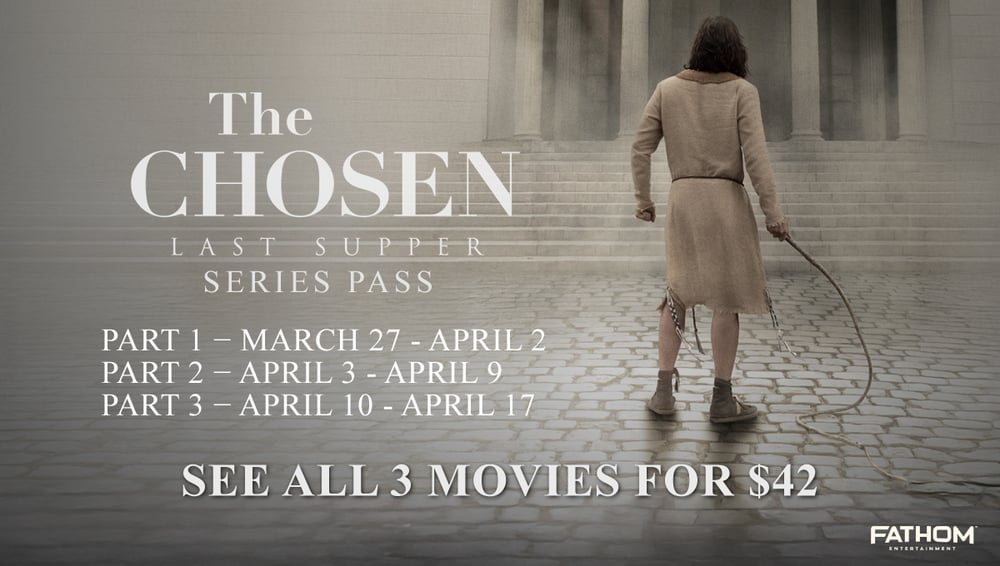 The
CHOSEN
LAST SUPPER
SERIES PASS
PART 1 – MARCH 27 - APRIL 2
PART 2 – APRIL 3 - APRIL 9
PART 3 – APRIL 10 - APRIL 17
SEE ALL 3 MOVIES FOR $42
FATHOM
ENTERTAINMENT